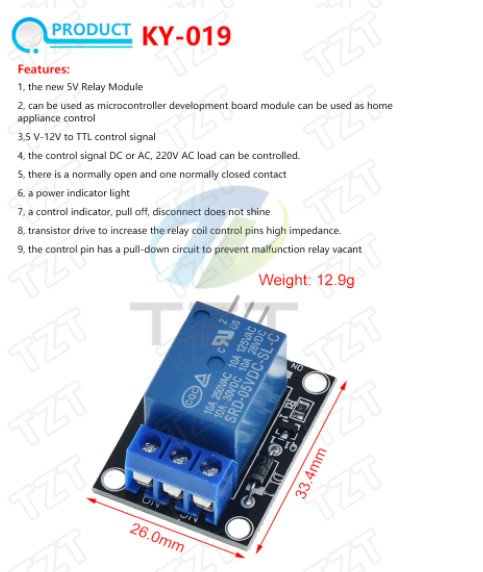 PRODUCT KY-019
Features:
1, the new 5V Relay Module
2, can be used as microcontroller development board module can be used as home
appliance control
3,5 V-12V to TTL control signal
4, the control signal DC or AC, 220V AC load can be controlled.
5, there is a normally open and one normally closed contact
6, a power indicator light
7, a control indicator, pull off, disconnect does not shine
8, transistor drive to increase the relay coil control pins high impedance.
9, the control pin has a pull-down circuit to prevent malfunction relay vacant
Weight: 12.9g
TZT
10A 250VAC 10A 125VAC
10A 30VDC 10A 28VDC
SRD-05VDC-SL-C
CQC
c UL us
2
33.4mm
26.0mm